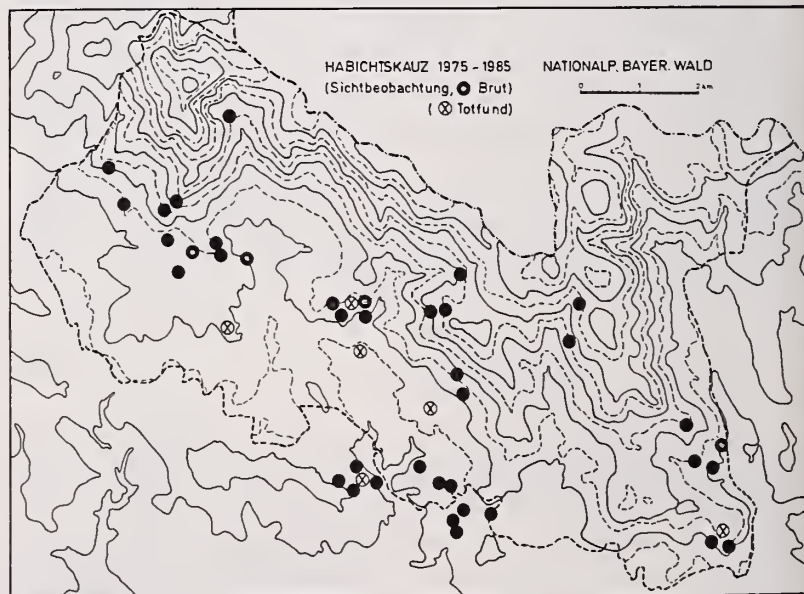 HABICHTSKAUZ 1975 - 1985
(Sichtbeobachtung, Brut)
( Totfund)
NATIONALP. BAYER. WALD
0 1 2 km